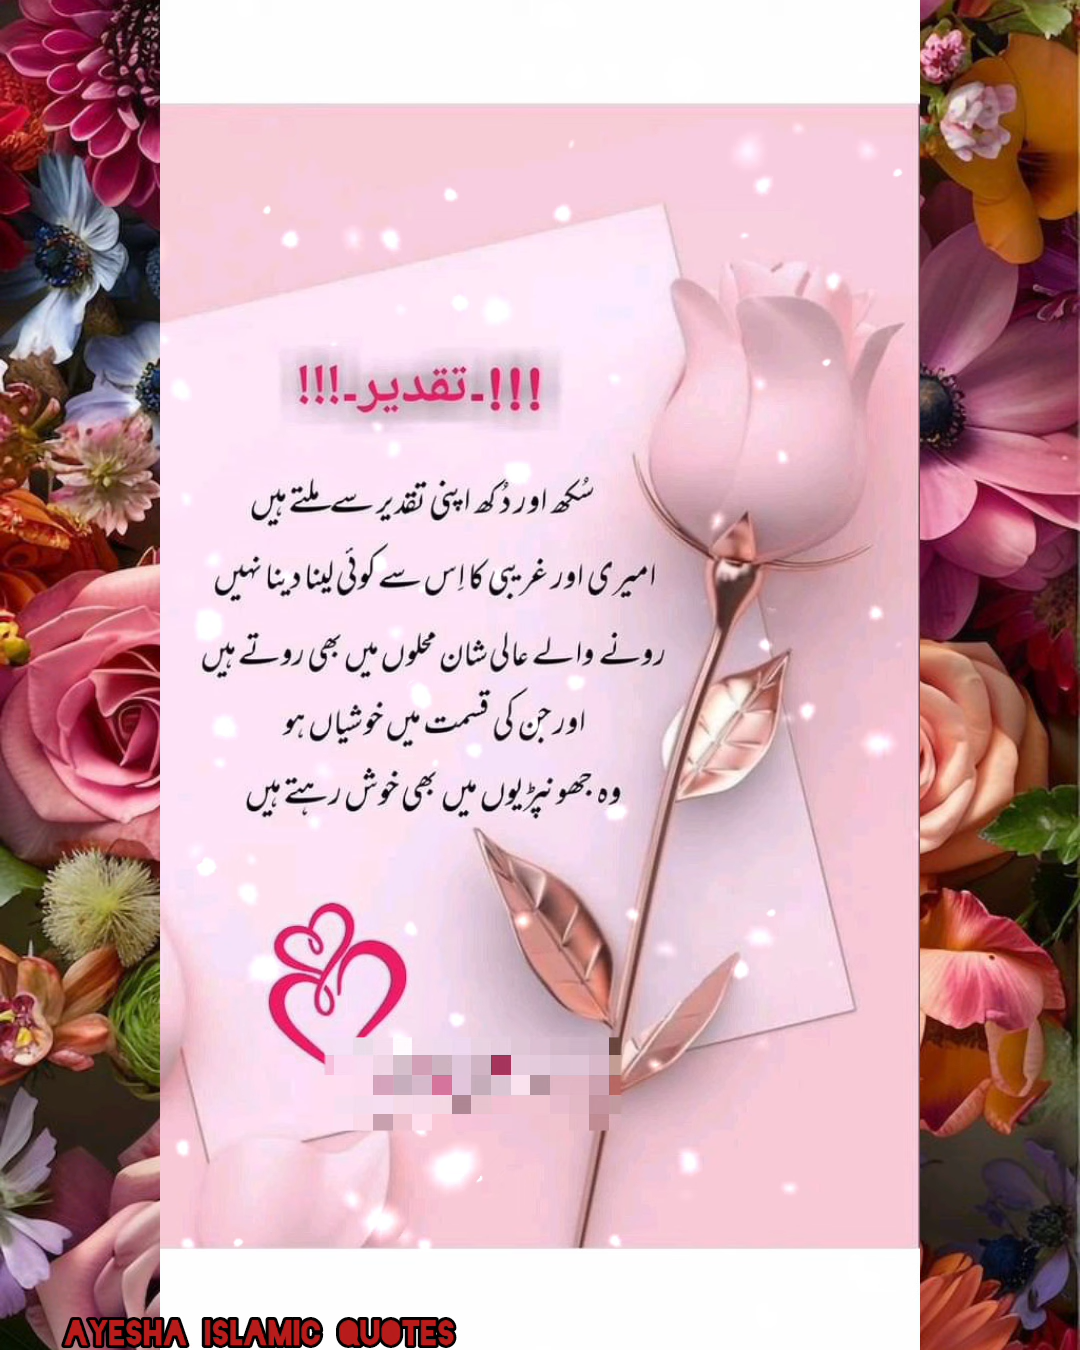 !!!۔تقدیر۔!!!
سُکھ اور دُکھ اپنی تقدیر سے ملتے ہیں
امیری اور غریبی کا اِس سے کوئی لینا دینا نہیں
رونے والے عالی شان محلوں میں بھی روتے ہیں
اور جن کی قسمت میں خوشیاں ہو
وہ جھونپڑیوں میں بھی خوش رہتے ہیں
AYESHA ISLAMIC QUOTES